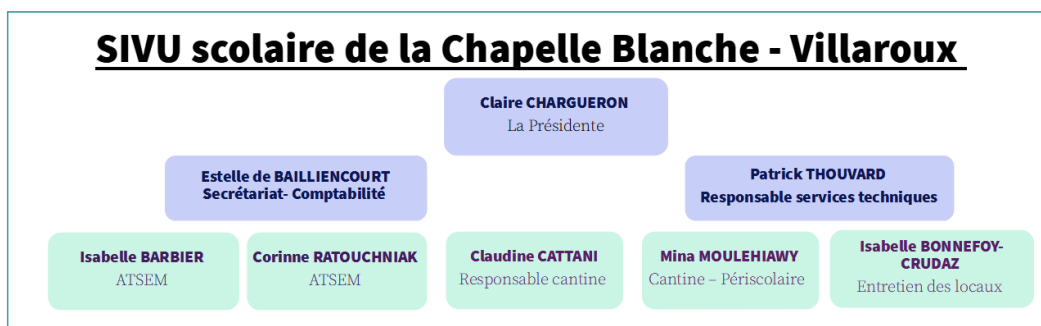 SIVU scolaire de la Chapelle Blanche - Villaroux
Claire CHARGUERON
La Présidente
Estelle de BAILLIENCOURT
Secrétariat- Comptabilité
Patrick THOUVARD
Responsable services techniques
Isabelle BARBIER
ATSEM
Corinne RATOUCHNIAK
ATSEM
Claudine CATTANI
Responsable cantine
Mina MOULEHIAWY
Cantine – Périscolaire
Isabelle BONNEFOY-
CRUDAZ
Entretien des locaux